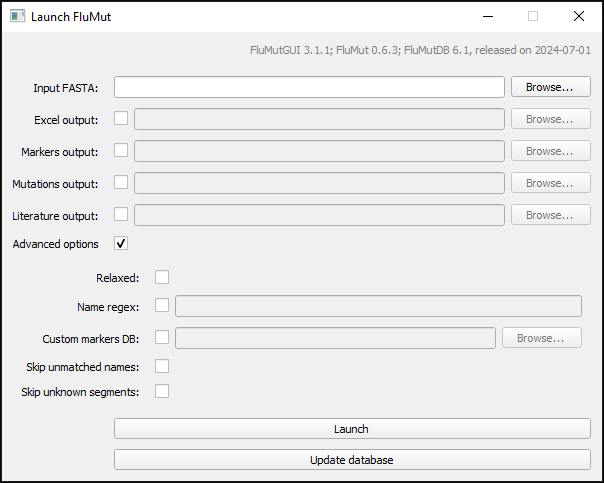 Launch FluMut
FluMutGUI 3.1.1; FluMut 0.6.3; FluMutDB 6.1, released on 2024-07-01
Input FASTA: Browse...
Excel output: Browse...
Markers output: Browse...
Mutations output: Browse...
Literature output: Browse...
Advanced options
Relaxed:
Name regex:
Custom markers DB: Browse...
Skip unmatched names:
Skip unknown segments:
Launch
Update database